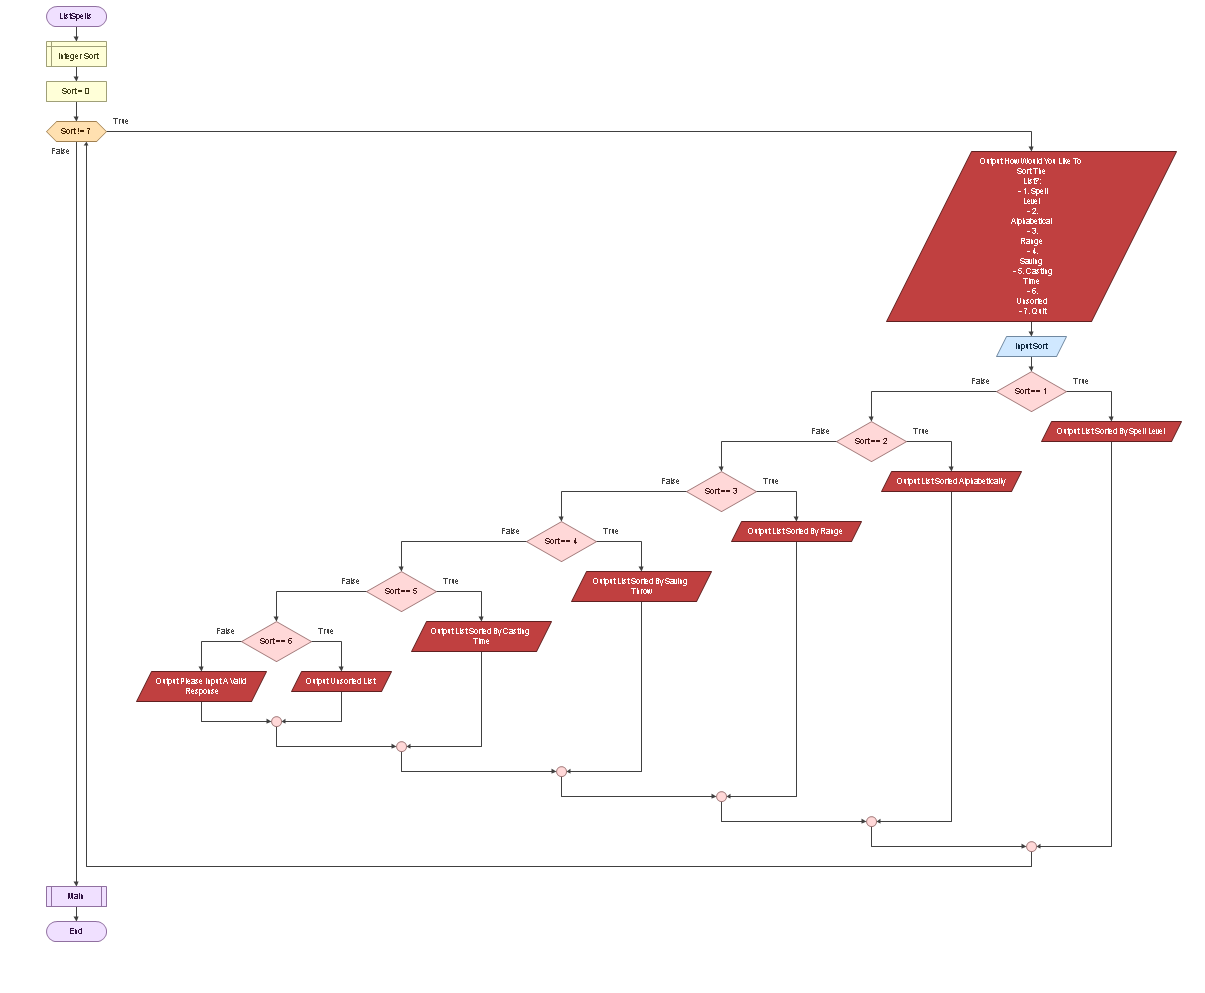 ListSpells
Integer Sort
Sort = 0
Sort != 7
True
False
Output How Would You Like To
Sort The
List?:
- 1. Spell
Level
- 2.
Alphabetical
- 3.
Range
- 4.
Saving
- 5. Casting
Time
- 6.
Unsorted
- 7. Quit
Input Sort
False
True
Sort == 1
Output List Sorted By Spell Level
False
True
Sort == 2
Output List Sorted Alphabetically
False
True
Sort == 3
Output List Sorted By Range
False
True
Sort == 4
Output List Sorted By Saving
Throw
False
True
Sort == 5
Output List Sorted By Casting
Time
False
True
Sort == 6
Output Please Input A Valid
Response
Output Unsorted List
Main
End